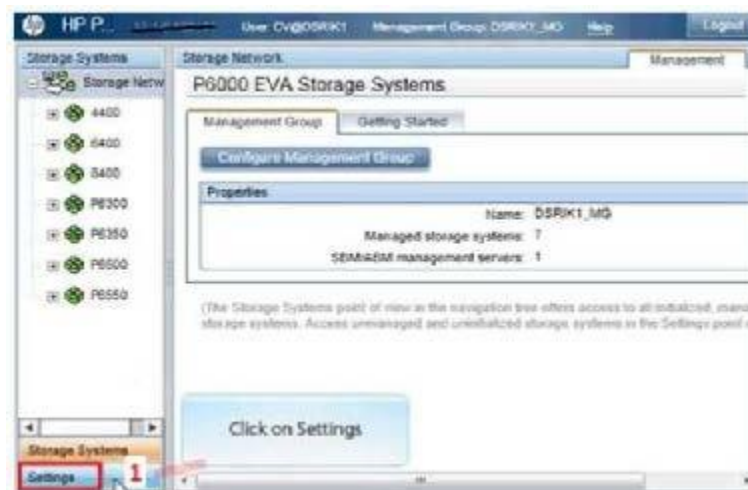 HP P...
User: CV@DSRIK1
Management Group: DSRIK1_MG
Help
Logout
Storage Systems
Storage Netw
4400
6400
8400
P6300
P6350
P6500
P6550
Storage Systems
Settings
1
Storage Network
Management
P6000 EVA Storage Systems
Management Group
Getting Started
Configure Management Group
Properties
Name: DSRIK1_MG
Managed storage systems: 7
SBM/ABM management servers: 1
(The Storage Systems point of view in the navigation tree offers access to all initialized, mana
storage systems. Access unmanaged and uninitialized storage systems in the Settings point
Click on Settings